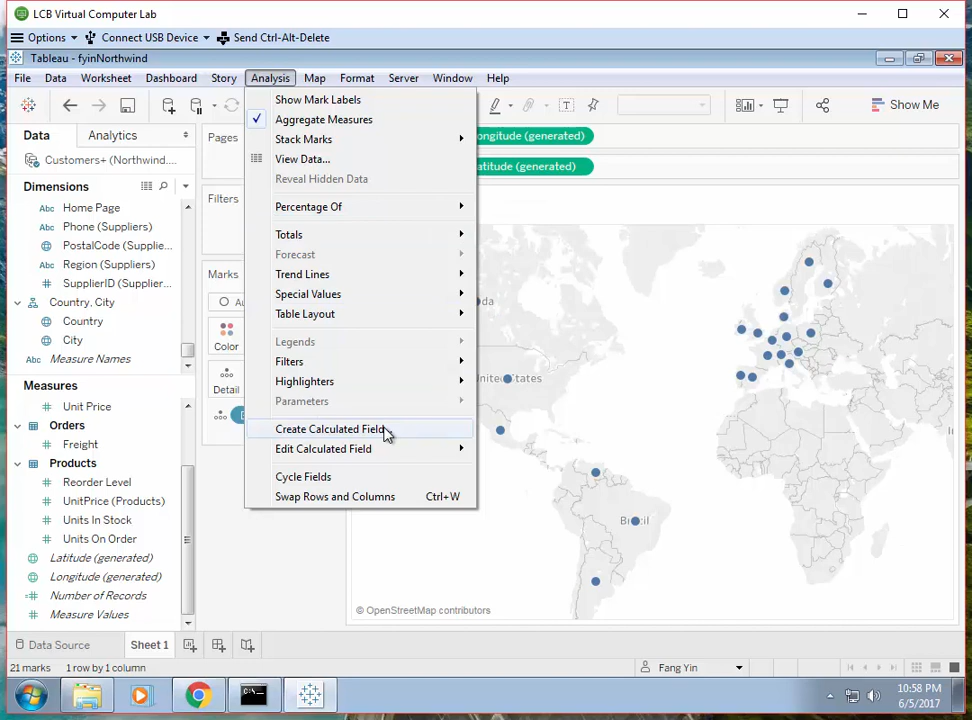 LCB Virtual Computer Lab
Options Connect USB Device Send Ctrl-Alt-Delete
Tableau - fyinNorthwind
File Data Worksheet Dashboard Story Analysis Map Format Server Window Help
Show Me
Data Analytics
Customers+ (Northwind....
Dimensions
Abc Home Page
Abc Phone (Suppliers)
PostalCode (Supplie...
Abc Region (Suppliers)
# SupplierID (Supplier...
Country, City
Country
City
Abc Measure Names
Measures
# Unit Price
Orders
# Freight
Products
# Reorder Level
# UnitPrice (Products)
# Units In Stock
# Units On Order
Latitude (generated)
Longitude (generated)
=# Number of Records
# Measure Values
Pages
Filters
Marks
Color
Detail
Show Mark Labels
Aggregate Measures
Stack Marks
View Data...
Reveal Hidden Data
Percentage Of
Totals
Forecast
Trend Lines
Special Values
Table Layout
Legends
Filters
Highlighters
Parameters
Create Calculated Field
Edit Calculated Field
Cycle Fields
Swap Rows and Columns Ctrl+W
ongitude (generated)
atitude (generated)
da
United States
Brazil
© OpenStreetMap contributors
Data Source Sheet 1
21 marks 1 row by 1 column Fang Yin
10:58 PM
6/5/2017